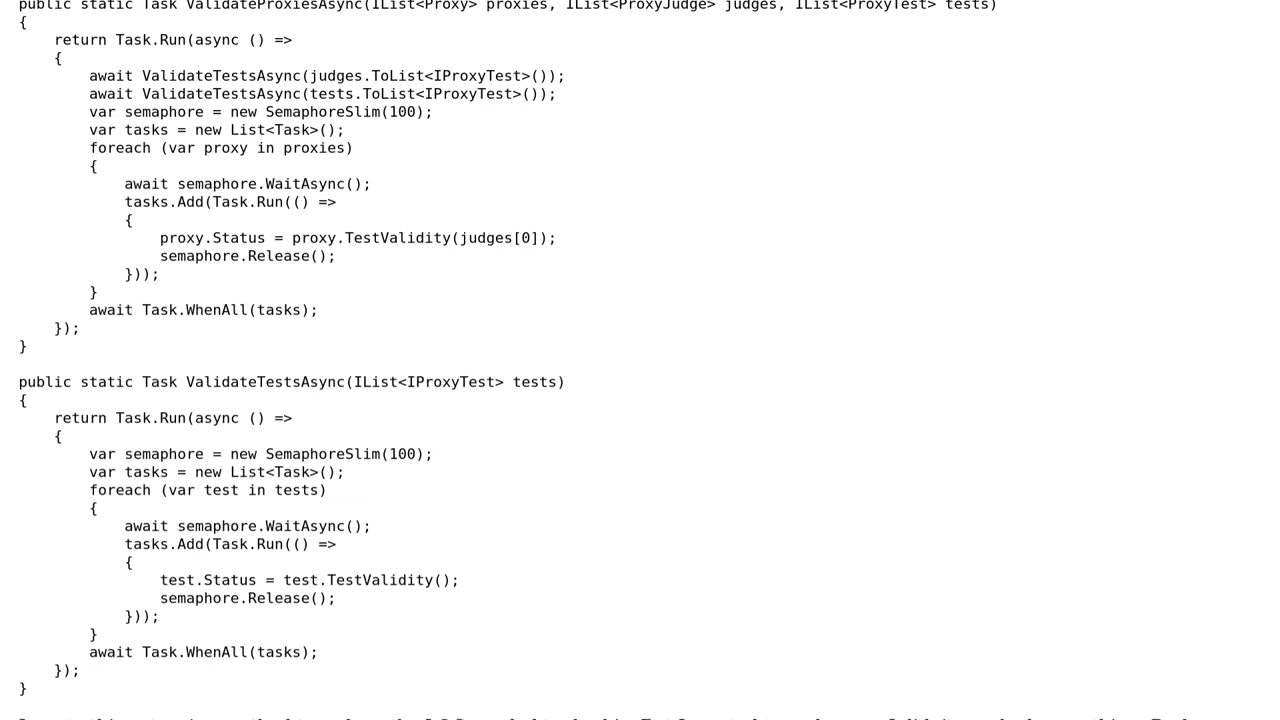 public static Task ValidateProxiesAsync(IList<Proxy> proxies, IList<ProxyJudge> judges, IList<ProxyTest> tests)
{
    return Task.Run(async () =>
    {
        await ValidateTestsAsync(judges.ToList<IProxyTest>());
        await ValidateTestsAsync(tests.ToList<IProxyTest>());
        var semaphore = new SemaphoreSlim(100);
        var tasks = new List<Task>();
        foreach (var proxy in proxies)
        {
            await semaphore.WaitAsync();
            tasks.Add(Task.Run(() =>
            {
                proxy.Status = proxy.TestValidity(judges[0]);
                semaphore.Release();
            }));
        }
        await Task.WhenAll(tasks);
    });
}
public static Task ValidateTestsAsync(IList<IProxyTest> tests)
{
    return Task.Run(async () =>
    {
        var semaphore = new SemaphoreSlim(100);
        var tasks = new List<Task>();
        foreach (var test in tests)
        {
            await semaphore.WaitAsync();
            tasks.Add(Task.Run(() =>
            {
                test.Status = test.TestValidity();
                semaphore.Release();
            }));
        }
        await Task.WhenAll(tasks);
    });
}